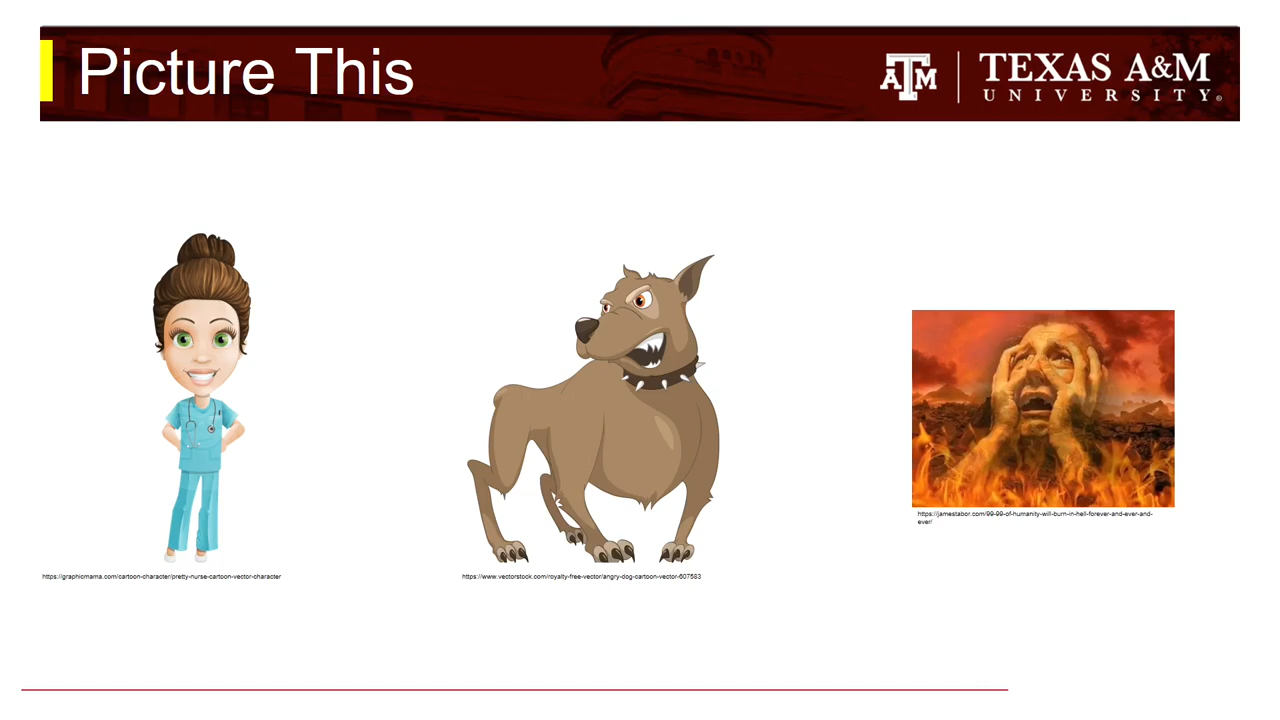 Picture This
ATM
TEXAS A&M
UNIVERSITY®
https://jamestabor.com/99-99-of-humanity-will-burn-in-hell-forever-and-ever-and-
ever/
https://graphicmama.com/cartoon-character/pretty-nurse-cartoon-vector-character
https://www.vectorstock.com/royalty-free-vector/angry-dog-cartoon-vector-607583